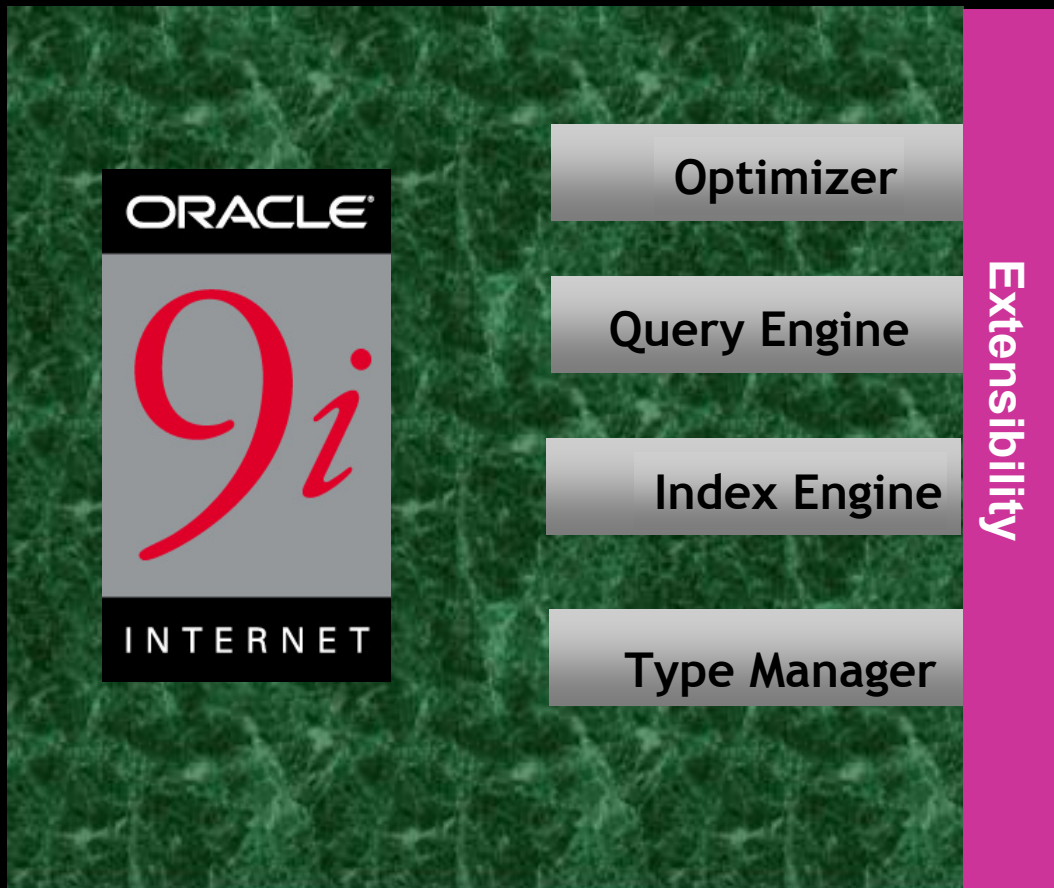 ORACLE®
9i
INTERNET
Optimizer
Query Engine
Index Engine
Type Manager
Extensibility